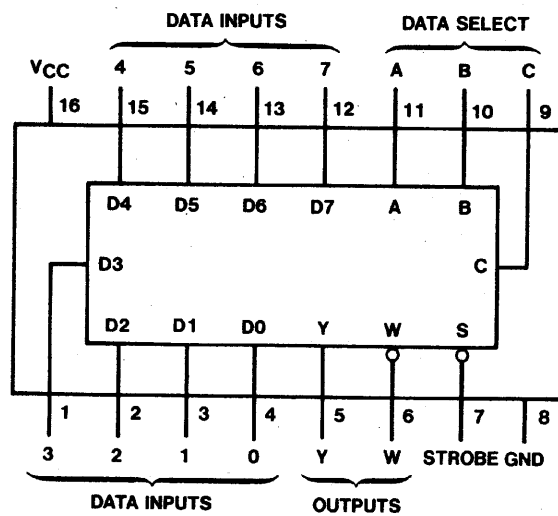 DATA INPUTS DATA SELECT
VCC 4 5 6 7 A B C
16 15 14 13 12 11 10 9
D4 D5 D6 D7 A B
D3 C
D2 D1 D0 Y W S
1 2 3 4 5 6 7 8
3 2 1 0 Y W STROBE GND
DATA INPUTS OUTPUTS